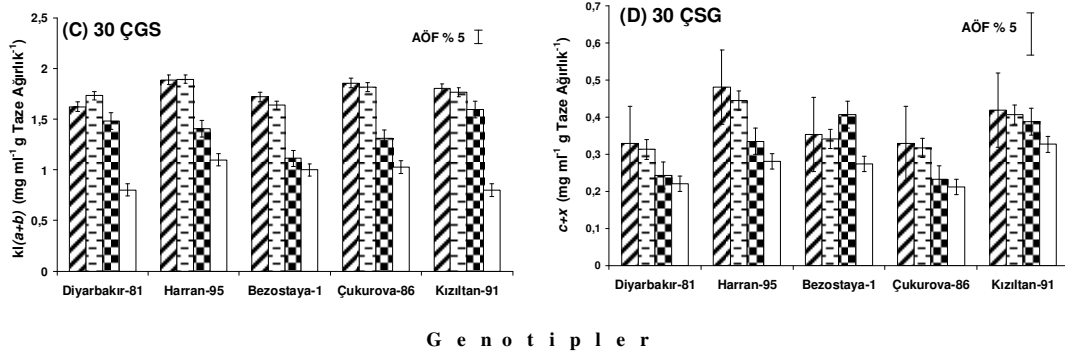 (C) 30 ÇGS
AÖF % 5
kl(a+b) (mg ml⁻¹ g Taze Ağırlık⁻¹)
2,5
2
1,5
1
0,5
0
Diyarbakır-81 Harran-95 Bezostaya-1 Çukurova-86 Kızıltan-91
(D) 30 ÇSG
AÖF % 5
c+x (mg ml⁻¹ g Taze Ağırlık⁻¹)
0,7
0,6
0,5
0,4
0,3
0,2
0,1
0
Diyarbakır-81 Harran-95 Bezostaya-1 Çukurova-86 Kızıltan-91
G e n o t i p l e r